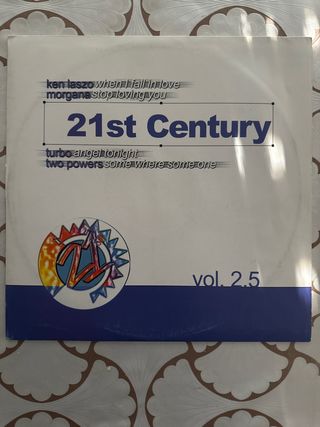 ken laszo when I fall in love
morgana stop loving you
21st Century
turbo angel tonight
two powers some where some one
21
vol. 2.5